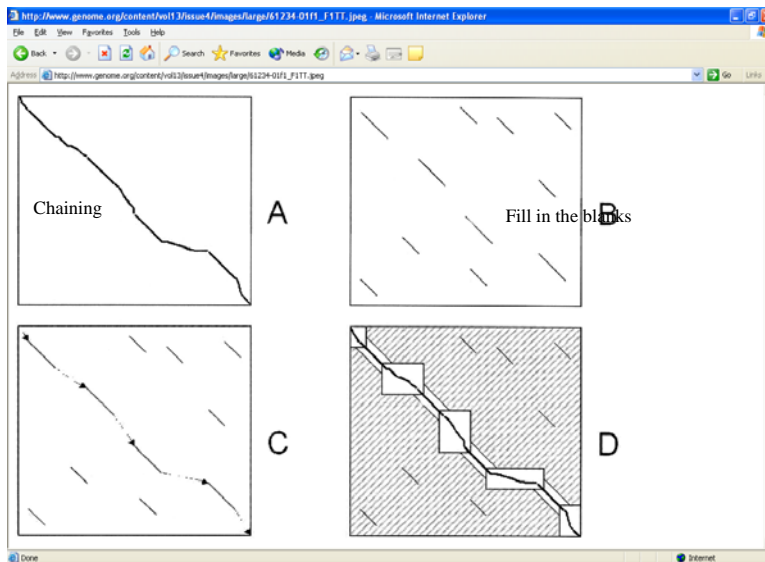 http://www.genome.org/content/vol13/issue4/images/large/61234-01f1_F1TT.jpeg - Microsoft Internet Explorer
File Edit View Favorites Tools Help
Back Search Favorites Media
Address http://www.genome.org/content/vol13/issue4/images/large/61234-01f1_F1TT.jpeg Go Links
Chaining
A
Fill in the blanks
B
C
D
Done Internet